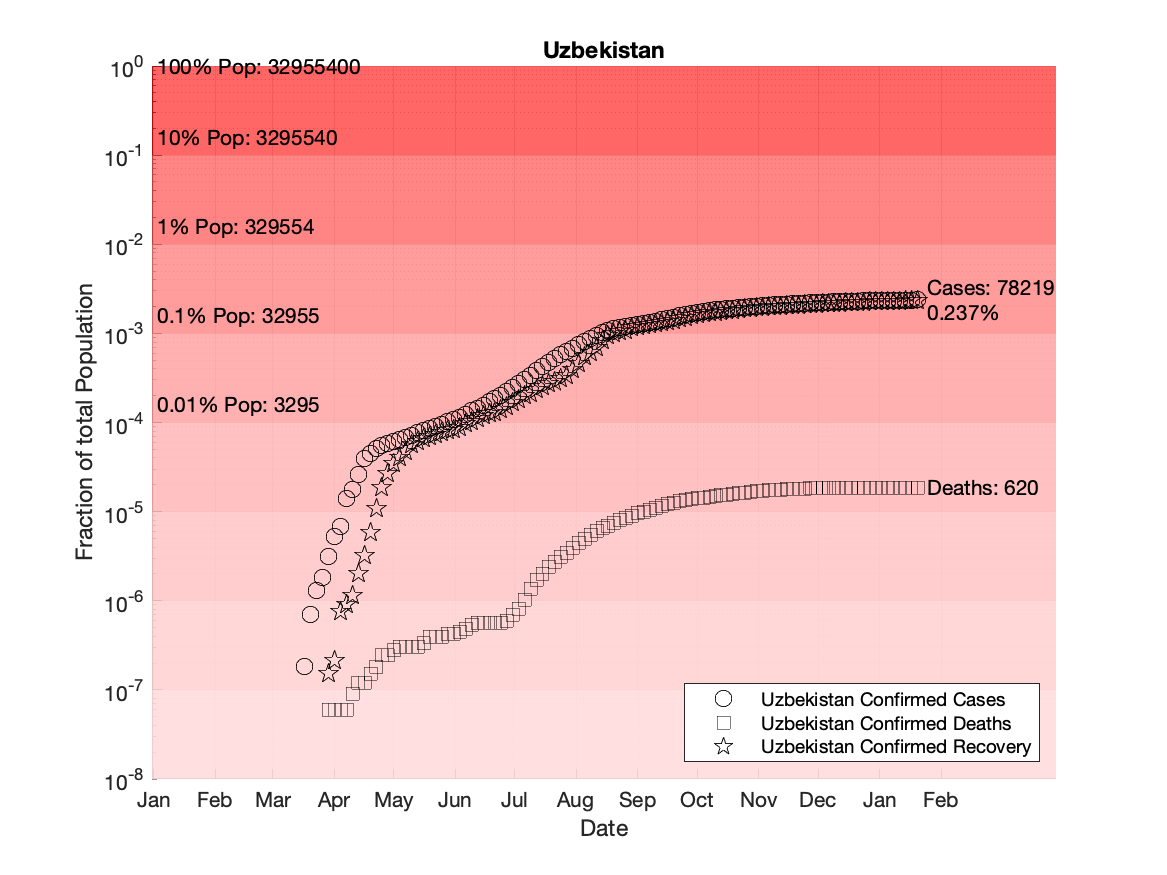 Uzbekistan
10^0
100% Pop: 32955400
10% Pop: 3295540
10^-1
1% Pop: 329554
10^-2
Cases: 78219
0.1% Pop: 32955
0.237%
10^-3
0.01% Pop: 3295
10^-4
Deaths: 620
10^-5
10^-6
10^-7
10^-8
Fraction of total Population
Uzbekistan Confirmed Cases
Uzbekistan Confirmed Deaths
Uzbekistan Confirmed Recovery
Jan Feb Mar Apr May Jun Jul Aug Sep Oct Nov Dec Jan Feb
Date